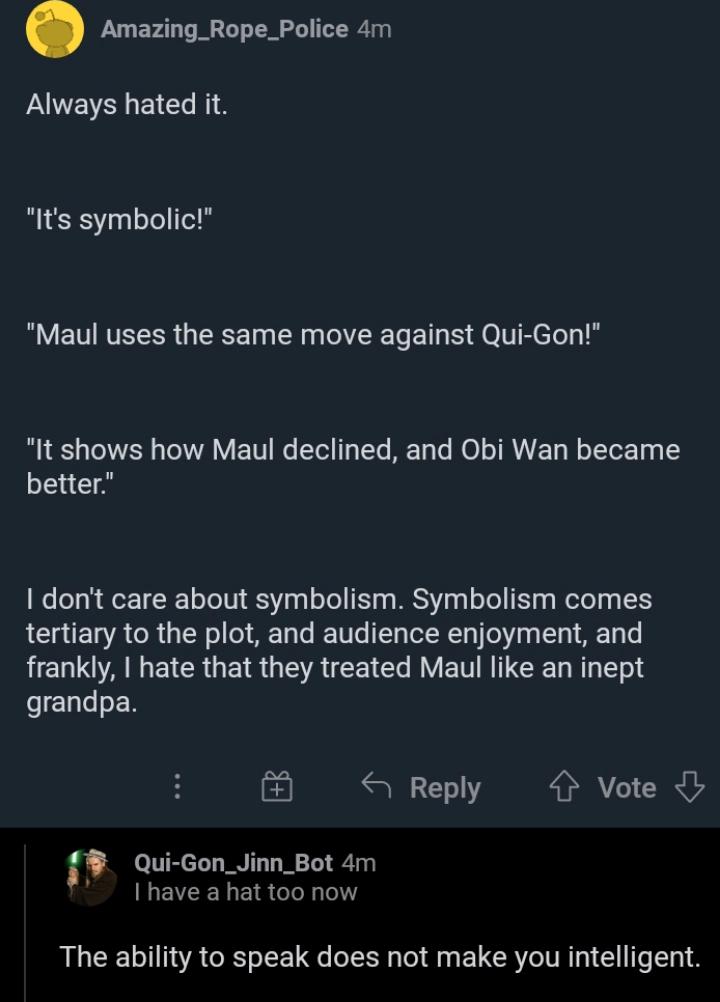 Amazing_Rope_Police 4m
Always hated it.
"It's symbolic!"
"Maul uses the same move against Qui-Gon!"
"It shows how Maul declined, and Obi Wan became
better."
I don't care about symbolism. Symbolism comes
tertiary to the plot, and audience enjoyment, and
frankly, I hate that they treated Maul like an inept
grandpa.
Reply Vote
Qui-Gon_Jinn_Bot 4m
I have a hat too now
The ability to speak does not make you intelligent.